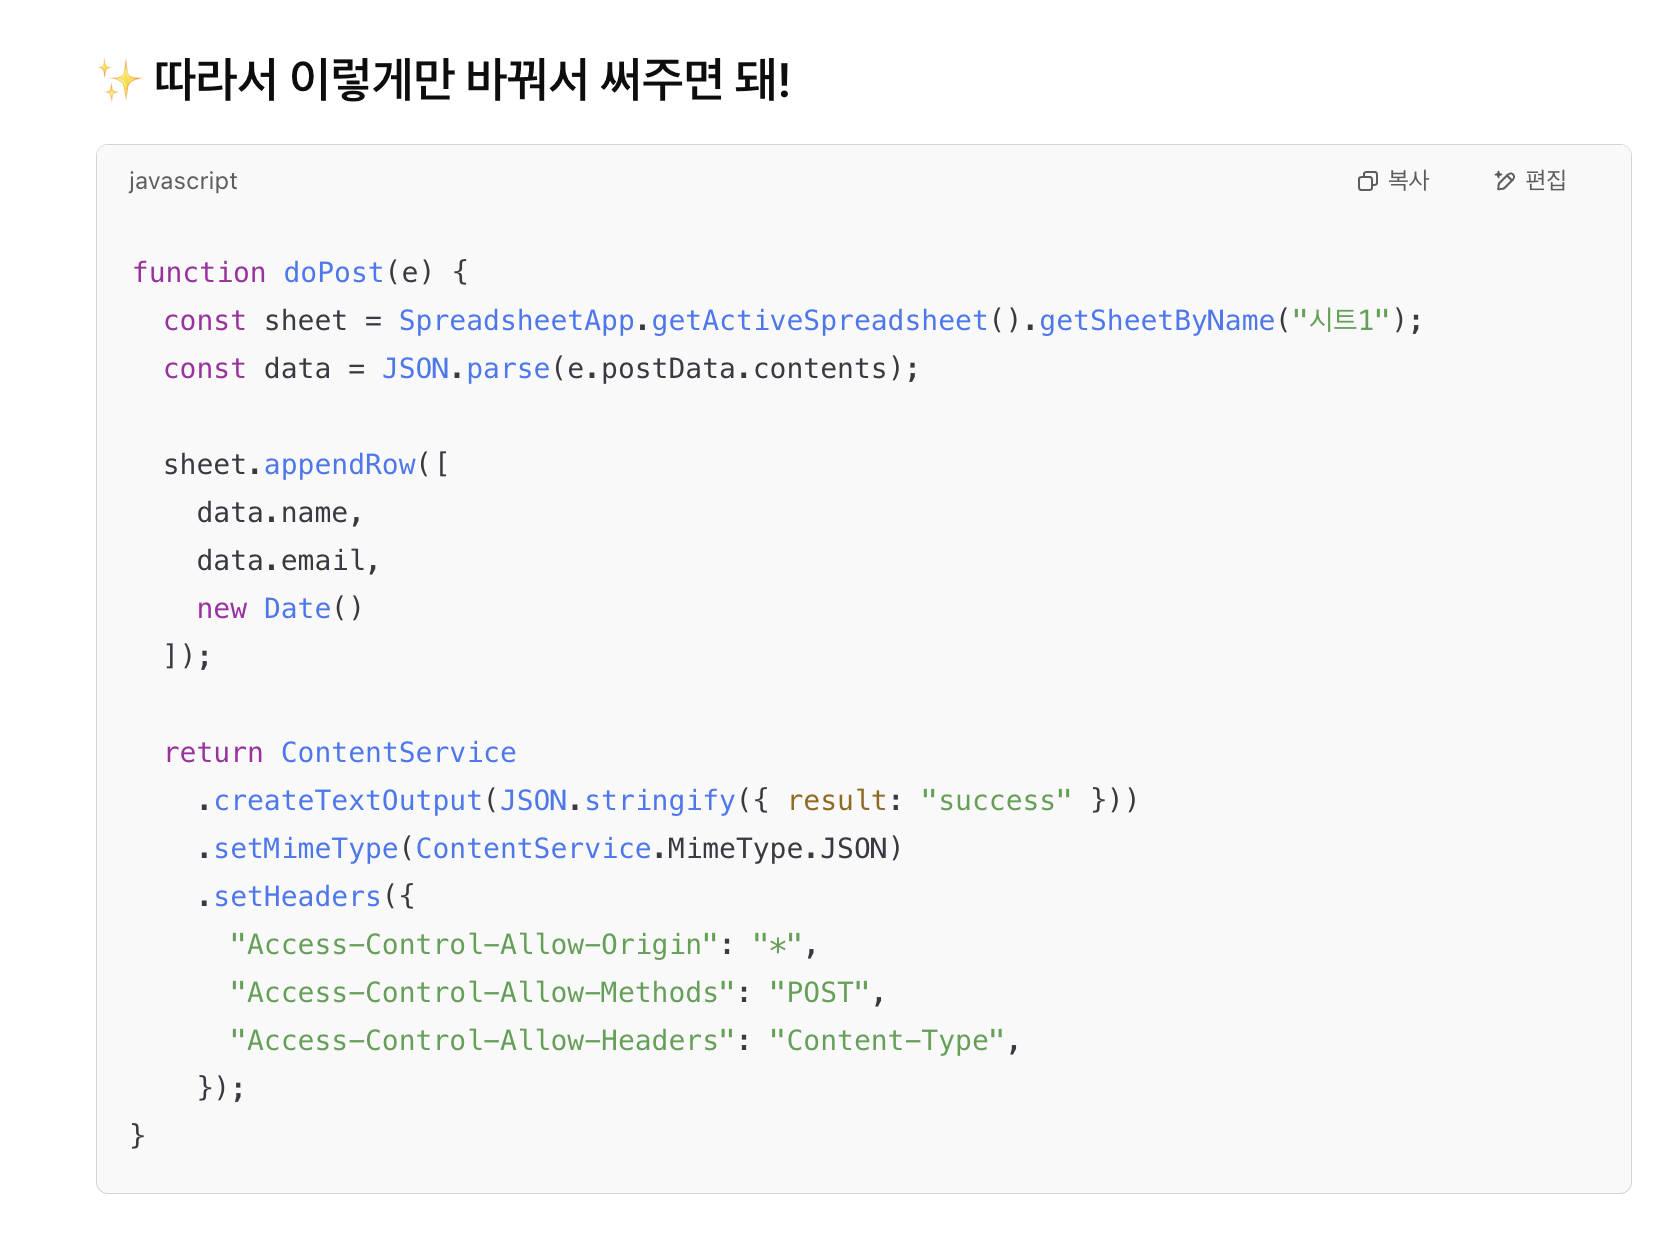 ✨ 따라서 이렇게만 바꿔서 써주면 돼!
javascript
복사
편집
function doPost(e) {
  const sheet = SpreadsheetApp.getActiveSpreadsheet().getSheetByName("시트1");
  const data = JSON.parse(e.postData.contents);

  sheet.appendRow([
    data.name,
    data.email,
    new Date()
  ]);

  return ContentService
    .createTextOutput(JSON.stringify({ result: "success" }))
    .setMimeType(ContentService.MimeType.JSON)
    .setHeaders({
      "Access-Control-Allow-Origin": "*",
      "Access-Control-Allow-Methods": "POST",
      "Access-Control-Allow-Headers": "Content-Type",
    });
}